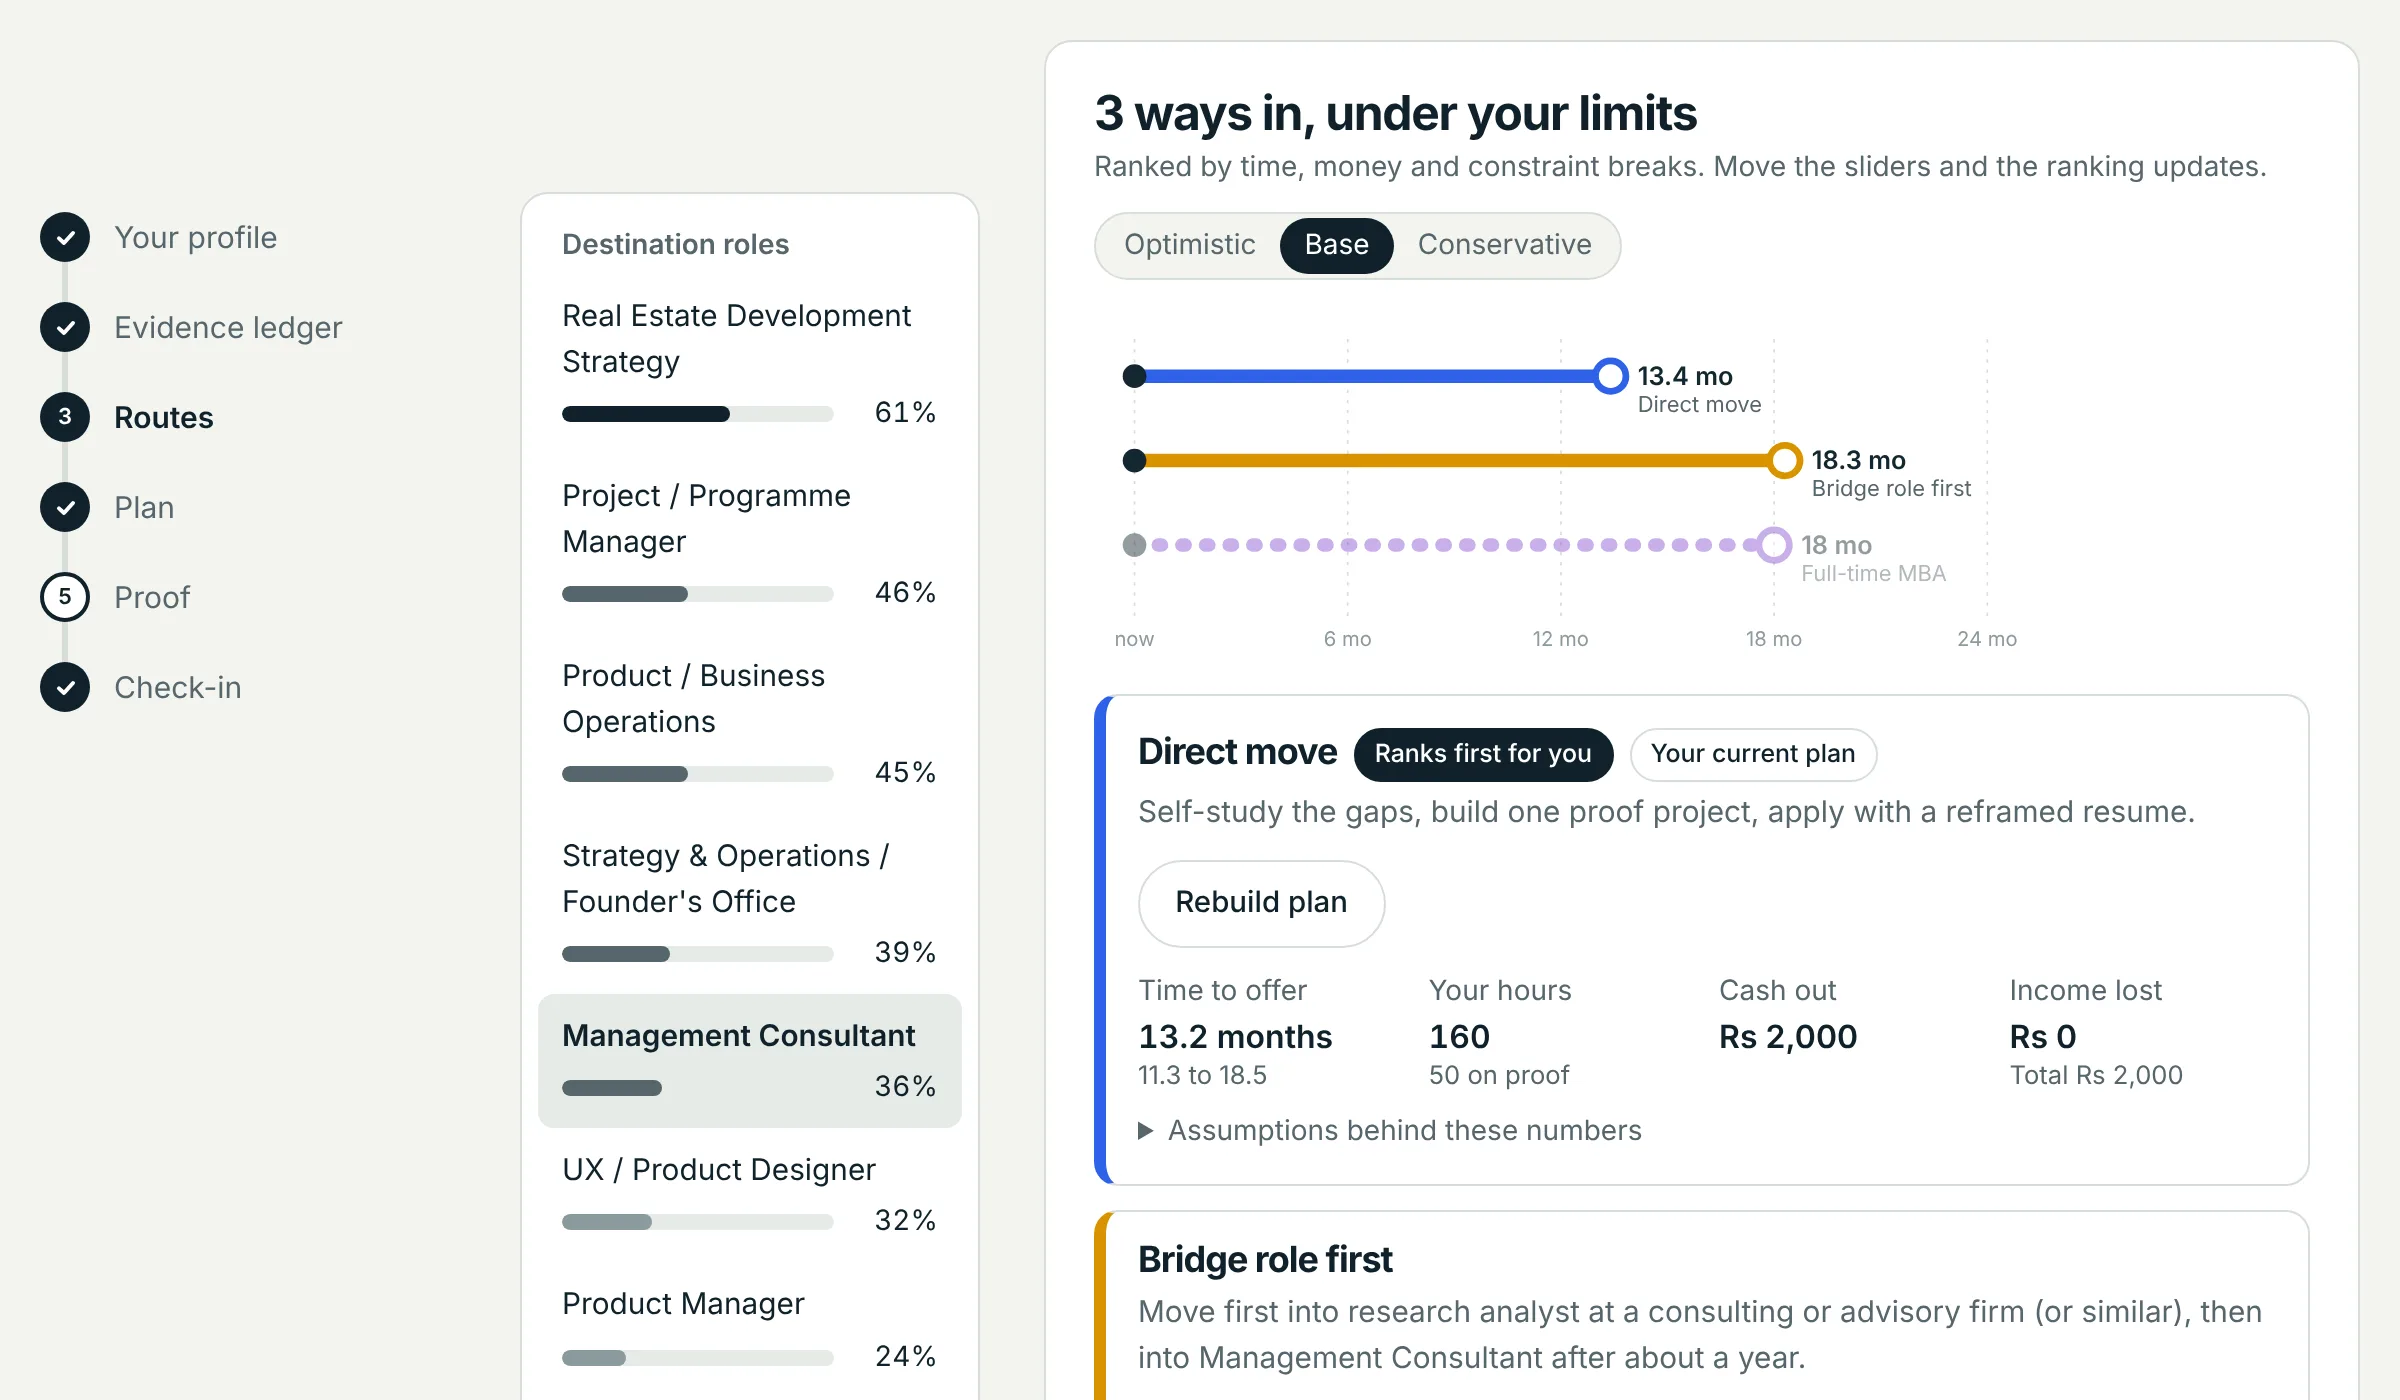 Your profile
Evidence ledger
3 Routes
Plan
5 Proof
Check-in
Destination roles
Real Estate Development
Strategy
61%
Project / Programme
Manager
46%
Product / Business
Operations
45%
Strategy & Operations /
Founder's Office
39%
Management Consultant
36%
UX / Product Designer
32%
Product Manager
24%
3 ways in, under your limits
Ranked by time, money and constraint breaks. Move the sliders and the ranking updates.
Optimistic Base Conservative
13.4 mo
Direct move
18.3 mo
Bridge role first
18 mo
Full-time MBA
now 6 mo 12 mo 18 mo 24 mo
Direct move Ranks first for you Your current plan
Self-study the gaps, build one proof project, apply with a reframed resume.
Rebuild plan
Time to offer Your hours Cash out Income lost
13.2 months 160 Rs 2,000 Rs 0
11.3 to 18.5 50 on proof Total Rs 2,000
Assumptions behind these numbers
Bridge role first
Move first into research analyst at a consulting or advisory firm (or similar), then
into Management Consultant after about a year.